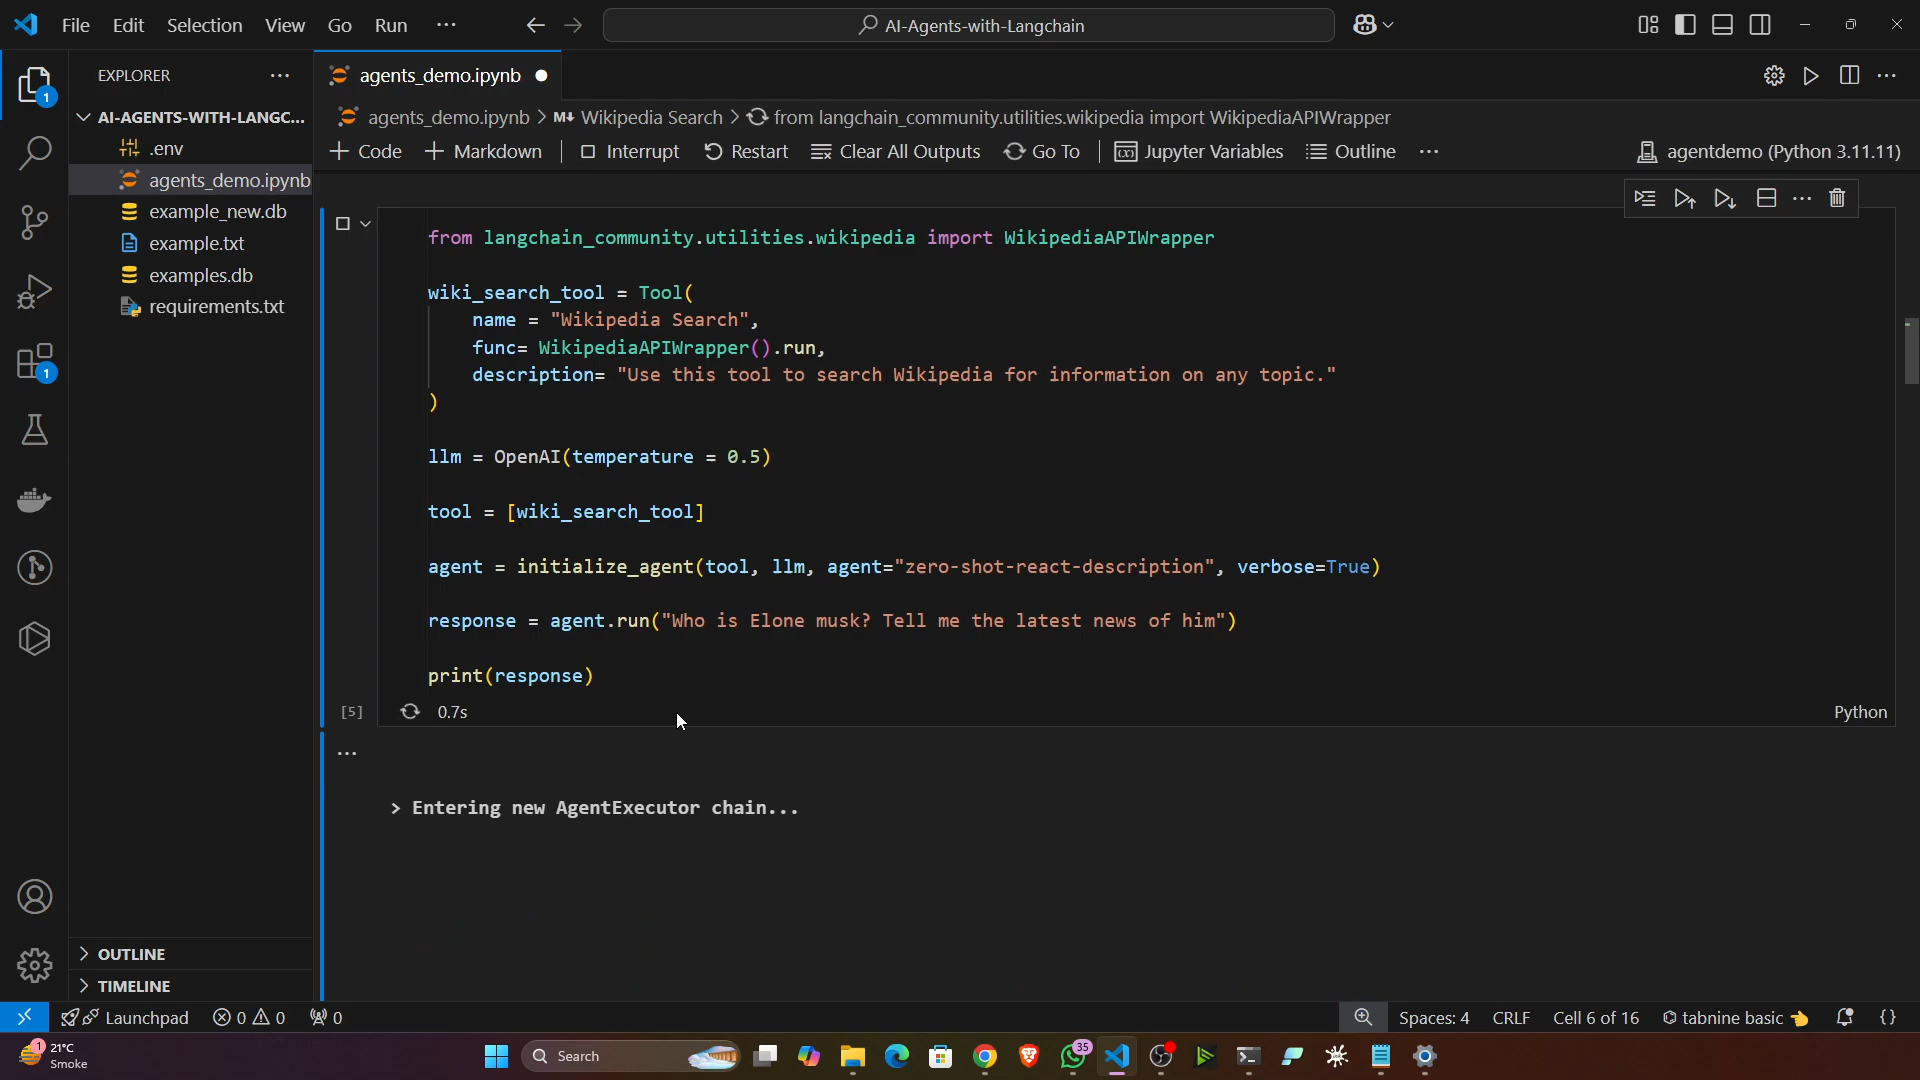 File Edit Selection View Go Run ···
AI-Agents-with-Langchain
EXPLORER
1
AI-AGENTS-WITH-LANGC...
.env
agents_demo.ipynb
example_new.db
example.txt
examples.db
requirements.txt
1
OUTLINE
TIMELINE
agents_demo.ipynb
agents_demo.ipynb > M↓ Wikipedia Search > from langchain_community.utilities.wikipedia import WikipediaAPIWrapper
+ Code + Markdown Interrupt Restart Clear All Outputs Go To Jupyter Variables Outline ··· agentdemo (Python 3.11.11)
from langchain_community.utilities.wikipedia import WikipediaAPIWrapper
wiki_search_tool = Tool(
name = "Wikipedia Search",
func= WikipediaAPIWrapper().run,
description= "Use this tool to search Wikipedia for information on any topic."
)
llm = OpenAI(temperature = 0.5)
tool = [wiki_search_tool]
agent = initialize_agent(tool, llm, agent="zero-shot-react-description", verbose=True)
response = agent.run("Who is Elone musk? Tell me the latest news of him")
print(response)
[5] 0.7s Python
...
> Entering new AgentExecutor chain...
Launchpad 0 0 0 Spaces: 4 CRLF Cell 6 of 16 tabnine basic {}
1 21°C
Smoke
Search
35